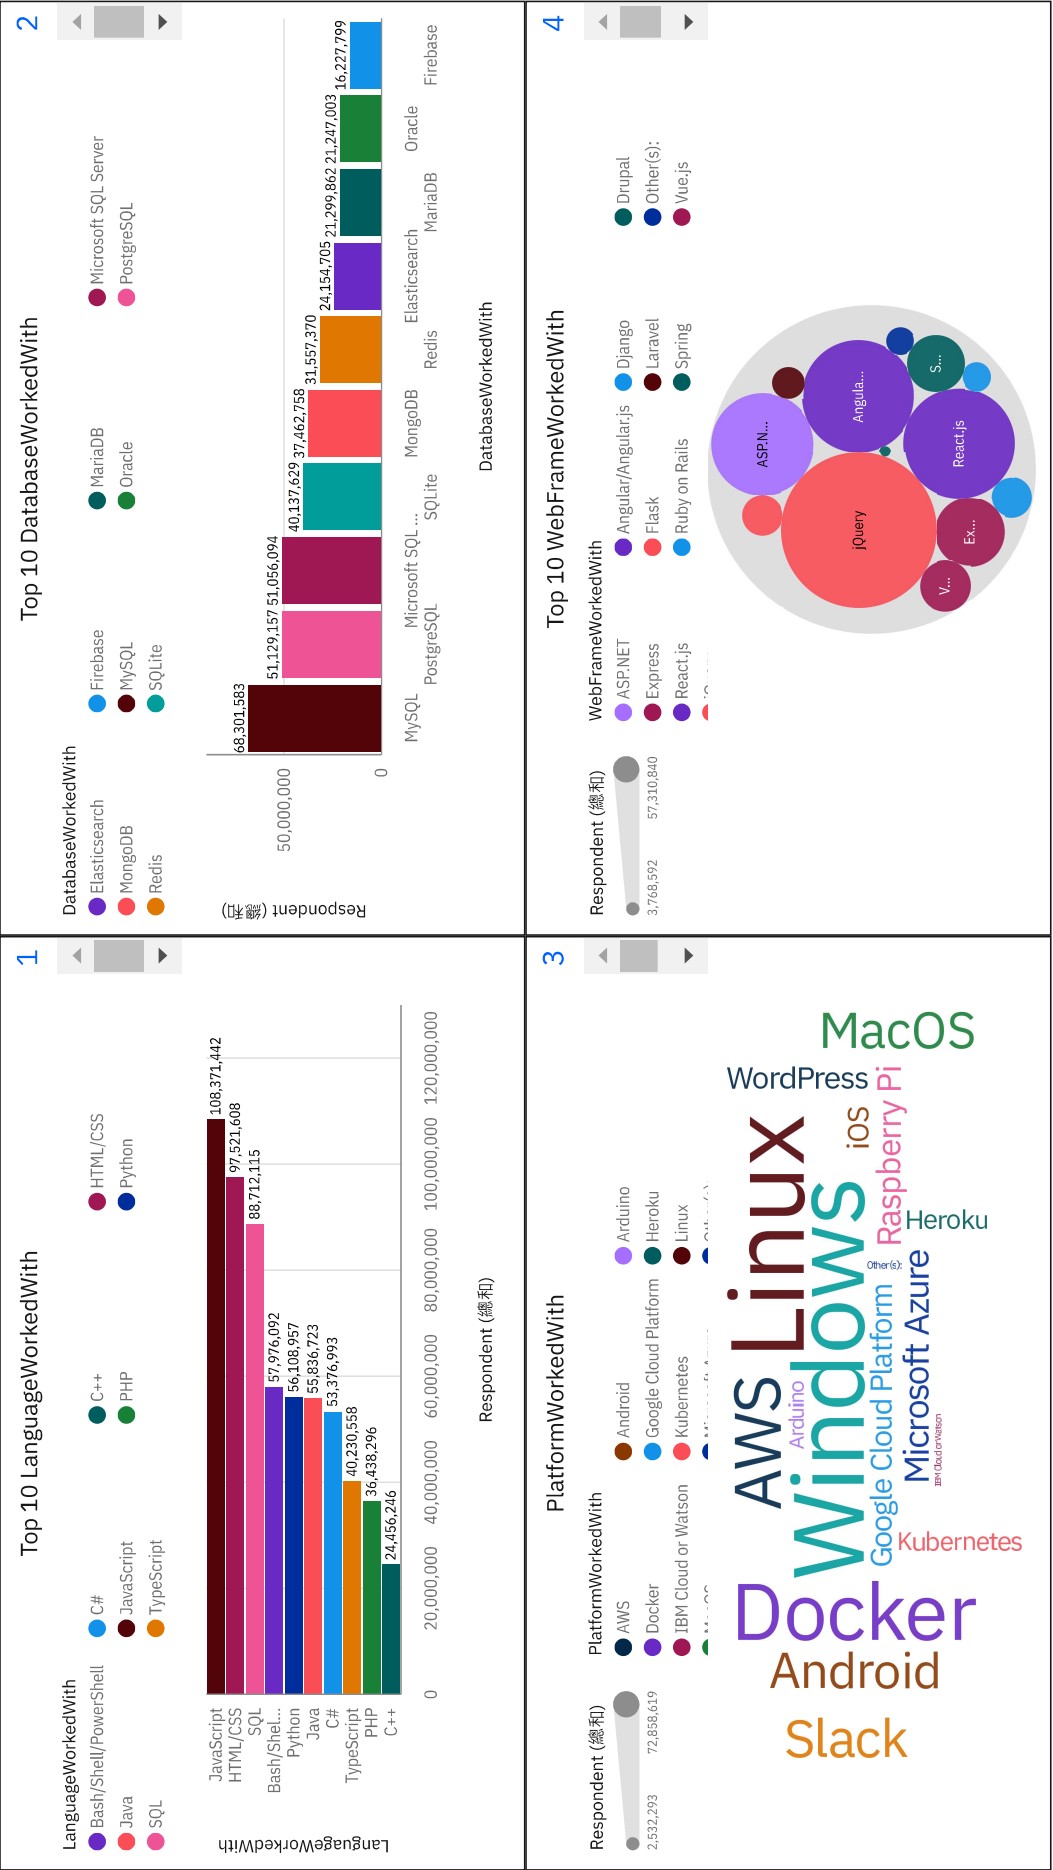 1
Top 10 LanguageWorkedWith
LanguageWorkedWith
Bash/Shell/PowerShell
C#
C++
HTML/CSS
Java
JavaScript
PHP
Python
SQL
TypeScript
LanguageWorkedWith
JavaScript
108,371,442
HTML/CSS
97,521,608
SQL
88,712,115
Bash/Shel...
57,976,092
Python
56,108,957
Java
55,836,723
C#
53,376,993
TypeScript
40,230,558
PHP
36,438,296
C++
24,456,246
0
20,000,000
40,000,000
60,000,000
80,000,000
100,000,000
120,000,000
Respondent (總和)
2
Top 10 DatabaseWorkedWith
DatabaseWorkedWith
Elasticsearch
Firebase
MariaDB
Microsoft SQL Server
MongoDB
MySQL
Oracle
PostgreSQL
Redis
SQLite
Respondent (總和)
50,000,000
0
68,301,583
51,129,157
51,056,094
40,137,629
37,462,758
31,557,370
24,154,705
21,299,862
21,247,003
16,227,799
MySQL
PostgreSQL
Microsoft SQL ...
SQLite
MongoDB
Redis
Elasticsearch
MariaDB
Oracle
Firebase
DatabaseWorkedWith
3
PlatformWorkedWith
Respondent (總和)
2,532,293
72,858,619
PlatformWorkedWith
AWS
Android
Arduino
Docker
Google Cloud Platform
Heroku
IBM Cloud or Watson
Kubernetes
Linux
WordPress
AWS
Linux
Docker
Arduino
Windows
MacOS
iOS
Slack
Android
Google Cloud Platform
Other(s):
Raspberry Pi
Kubernetes
Microsoft Azure
Heroku
IBM Cloud or Watson
4
Top 10 WebFrameWorkedWith
Respondent (總和)
3,768,592
57,310,840
WebFrameWorkedWith
ASP.NET
Angular/Angular.js
Django
Drupal
Express
Flask
Laravel
Other(s):
React.js
Ruby on Rails
Spring
Vue.js
ASP.N...
Angula...
jQuery
S...
React.js
Ex...
V...